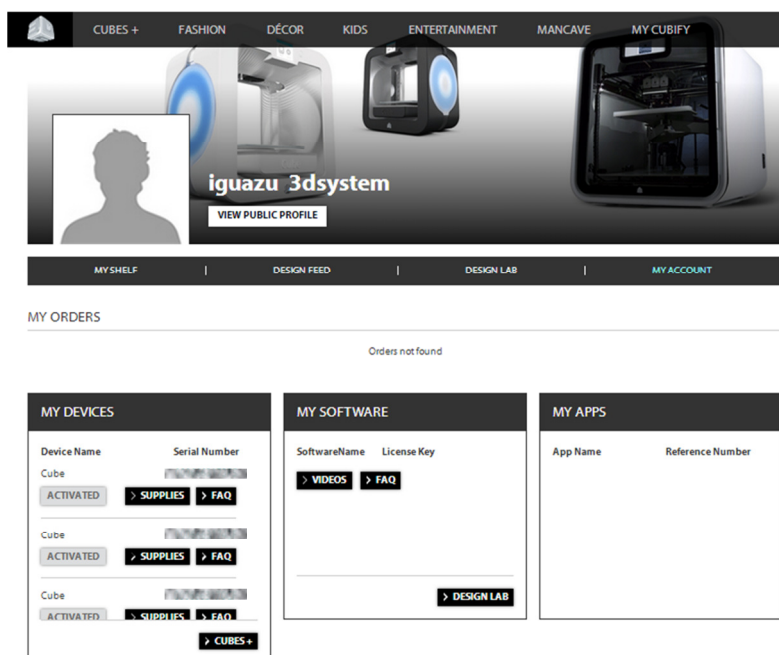 CUBES + FASHION DÉCOR KIDS ENTERTAINMENT MANCAVE MY CUBIFY
iguazu 3dsystem
VIEW PUBLIC PROFILE
MY SHELF | DESIGN FEED | DESIGN LAB | MY ACCOUNT
MY ORDERS
Orders not found
MY DEVICES
Device Name Serial Number
Cube
ACTIVATED > SUPPLIES > FAQ
Cube
ACTIVATED > SUPPLIES > FAQ
Cube
ACTIVATED > SUPPLIES > FAQ
> CUBES +
MY SOFTWARE
SoftwareName License Key
> VIDEOS > FAQ
> DESIGN LAB
MY APPS
App Name Reference Number